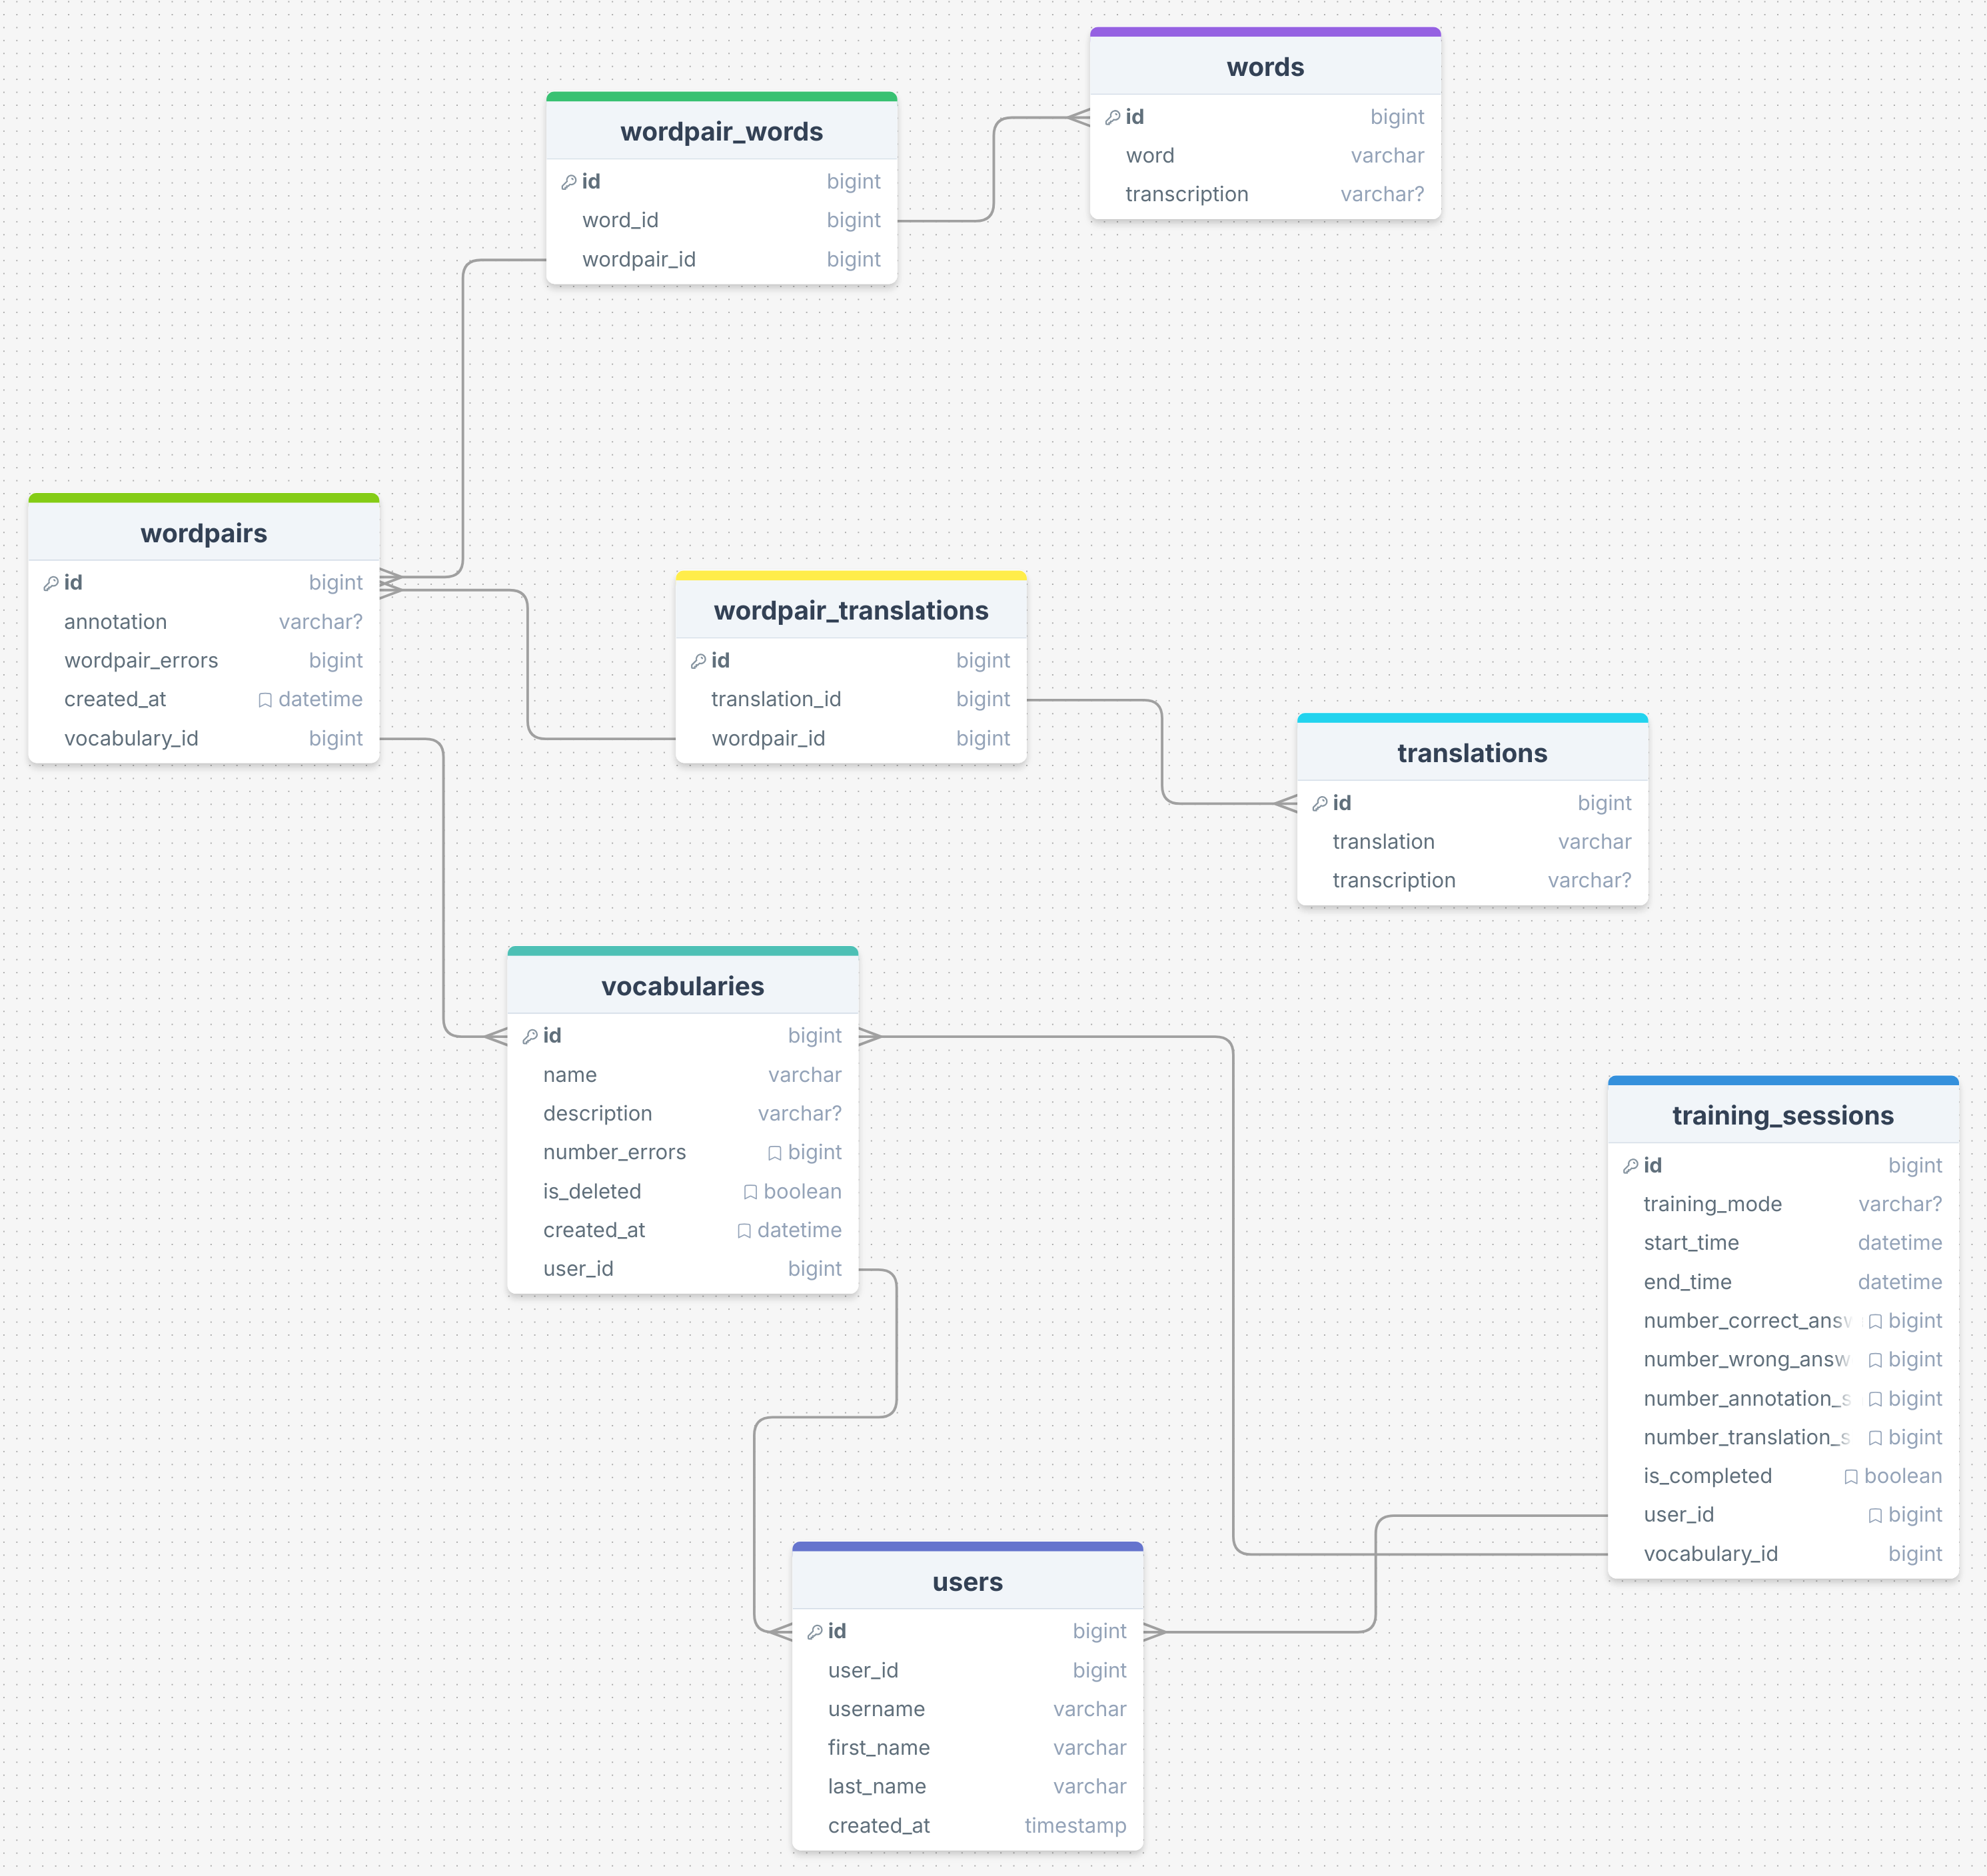 words
id bigint
word varchar
transcription varchar?
wordpair_words
id bigint
word_id bigint
wordpair_id bigint
wordpairs
id bigint
annotation varchar?
wordpair_errors bigint
created_at datetime
vocabulary_id bigint
wordpair_translations
id bigint
translation_id bigint
wordpair_id bigint
translations
id bigint
translation varchar
transcription varchar?
vocabularies
id bigint
name varchar
description varchar?
number_errors bigint
is_deleted boolean
created_at datetime
user_id bigint
training_sessions
id bigint
training_mode varchar?
start_time datetime
end_time datetime
number_correct_answ bigint
number_wrong_answ bigint
number_annotation_s bigint
number_translation_s bigint
is_completed boolean
user_id bigint
vocabulary_id bigint
users
id bigint
user_id bigint
username varchar
first_name varchar
last_name varchar
created_at timestamp